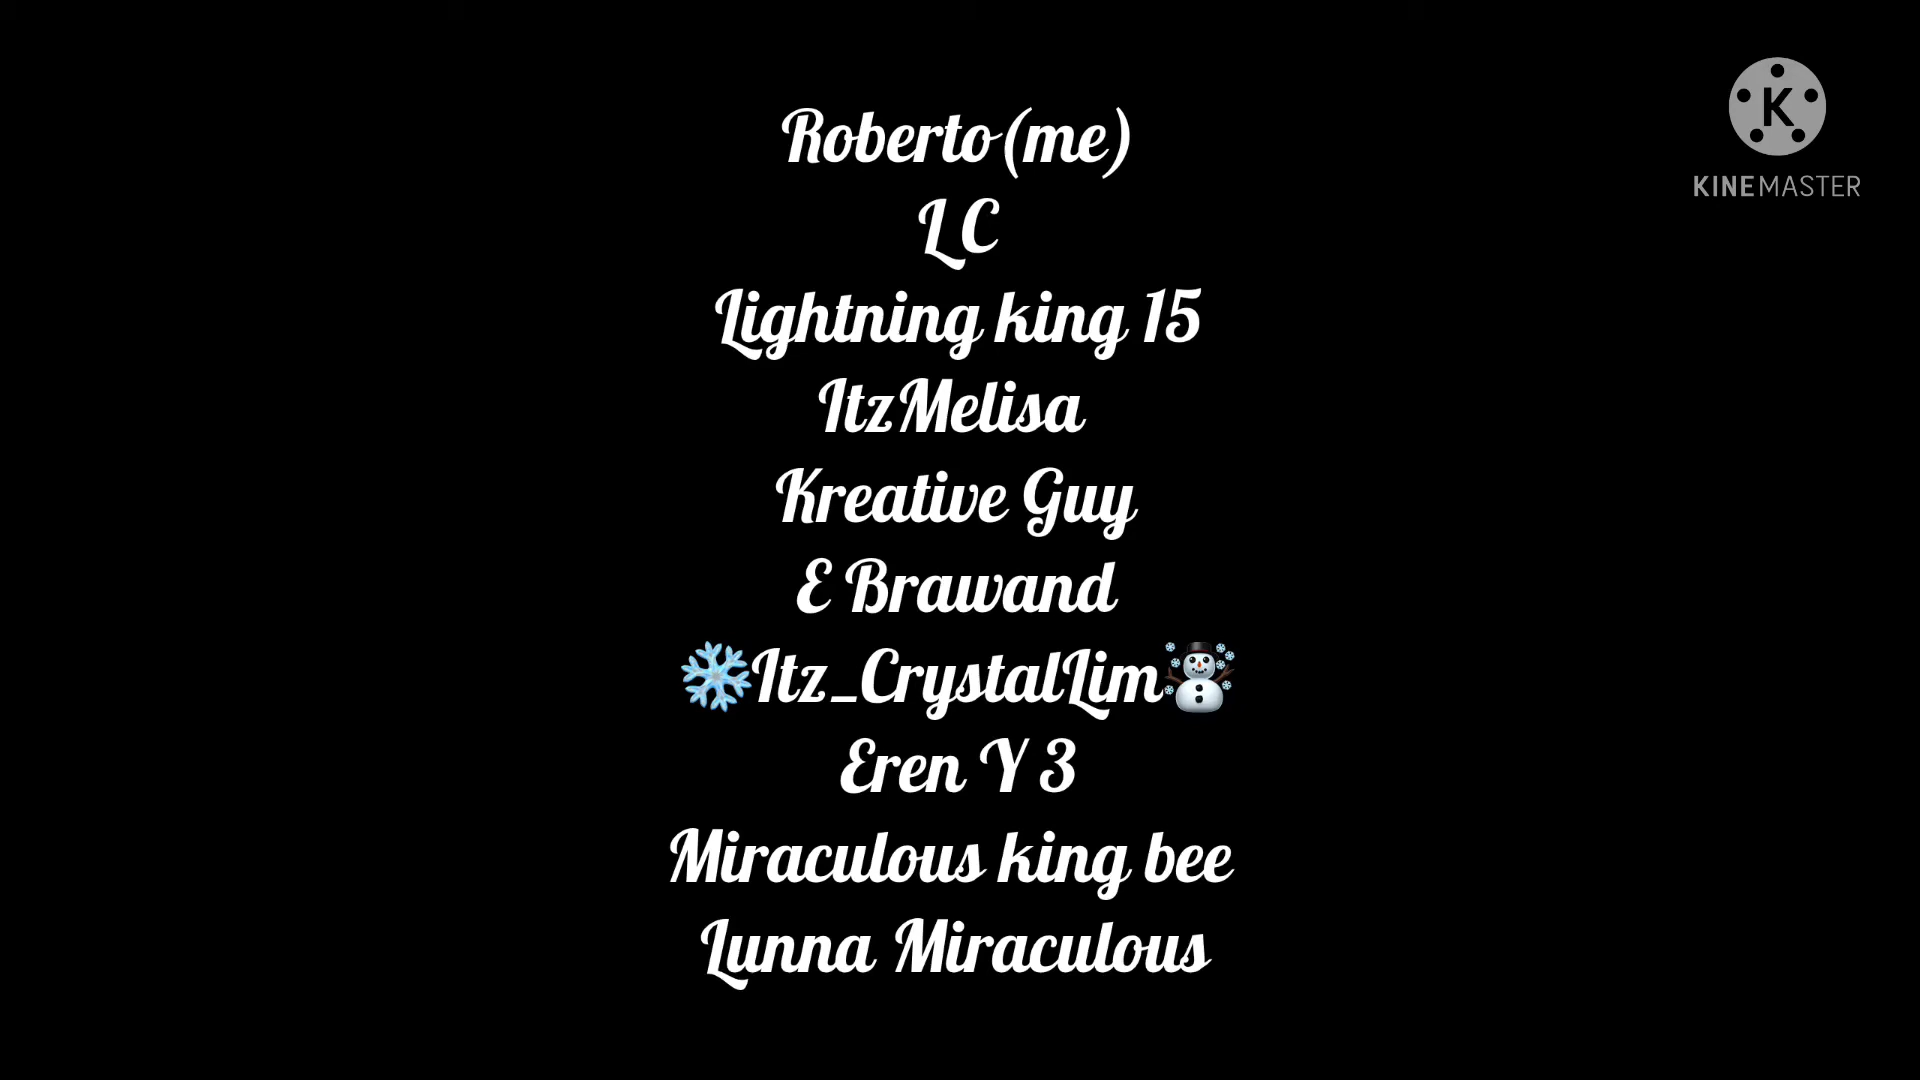 Roberto(me)
L C
Lightning king 15
ItzMelisa
Kreative Guy
E Brawand
❄️Itz_CrystalLim☃️
Eren Y 3
Miraculous king bee
Lunna Miraculous
K
KINEMASTER